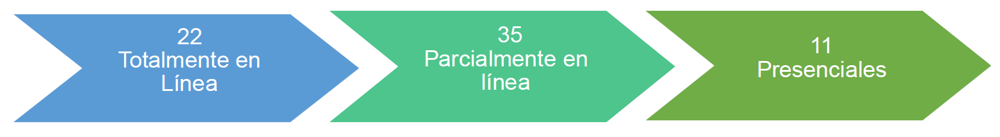 22
Totalmente en
Línea
35
Parcialmente en
línea
11
Presenciales